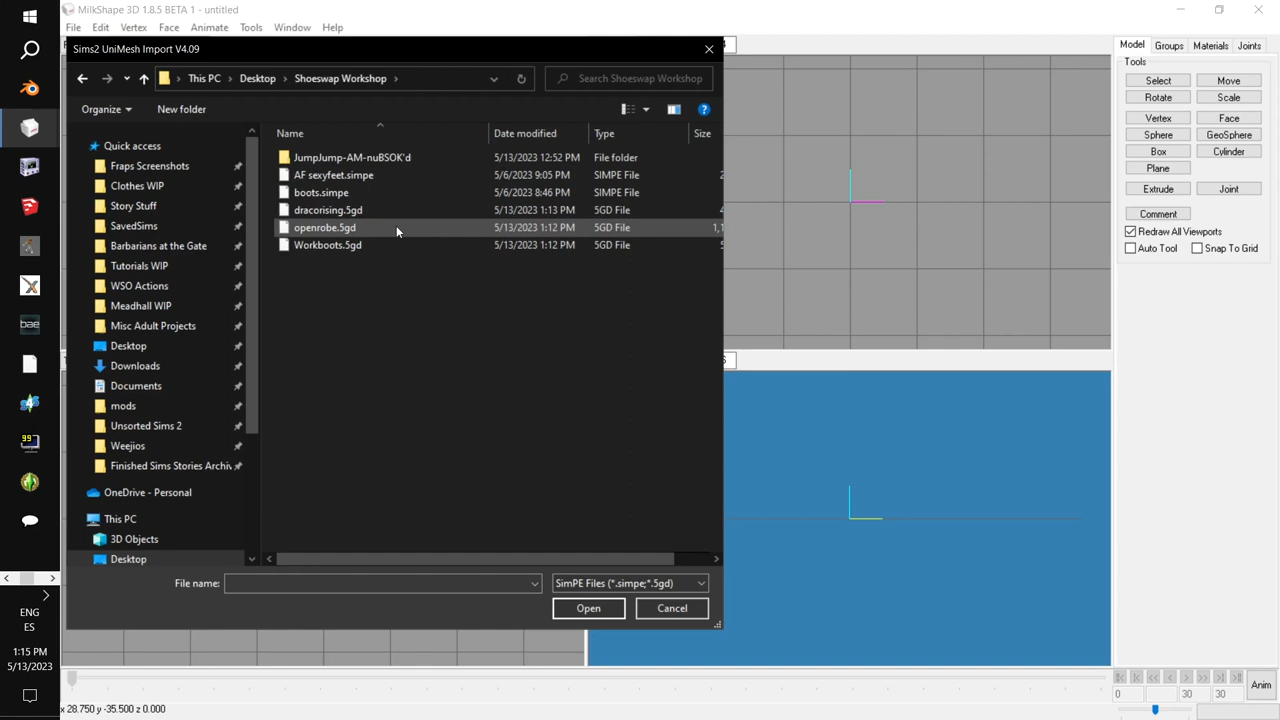 MilkShape 3D 1.8.5 BETA 1 - untitled
File Edit Vertex Face Animate Tools Window Help
Sims2 UniMesh Import V4.09
This PC > Desktop > Shoeswap Workshop >
Search Shoeswap Workshop
Organize New folder
Name Date modified Type Size
JumpJump-AM-nuBSOK'd 5/13/2023 12:52 PM File folder
AF sexyfeet.simpe 5/6/2023 9:05 PM SIMPE File
boots.simpe 5/6/2023 8:46 PM SIMPE File
dracorising.5gd 5/13/2023 1:13 PM 5GD File
openrobe.5gd 5/13/2023 1:12 PM 5GD File 1,1
Workboots.5gd 5/13/2023 1:12 PM 5GD File
Quick access
Fraps Screenshots
Clothes WIP
Story Stuff
SavedSims
Barbarians at the Gate
Tutorials WIP
WSO Actions
Meadhall WIP
Misc Adult Projects
Desktop
Downloads
Documents
mods
Unsorted Sims 2
Weejios
Finished Sims Stories Archiv
OneDrive - Personal
This PC
3D Objects
Desktop
File name:
SimPE Files (*.simpe;*.5gd)
Open Cancel
Model Groups Materials Joints
Tools
Select Move
Rotate Scale
Vertex Face
Sphere GeoSphere
Box Cylinder
Plane
Extrude Joint
Comment
Redraw All Viewports
Auto Tool Snap To Grid
bae
99
ENG
ES
1:15 PM
5/13/2023
0 30 30
Anim
x 28.750 y -35.500 z 0.000